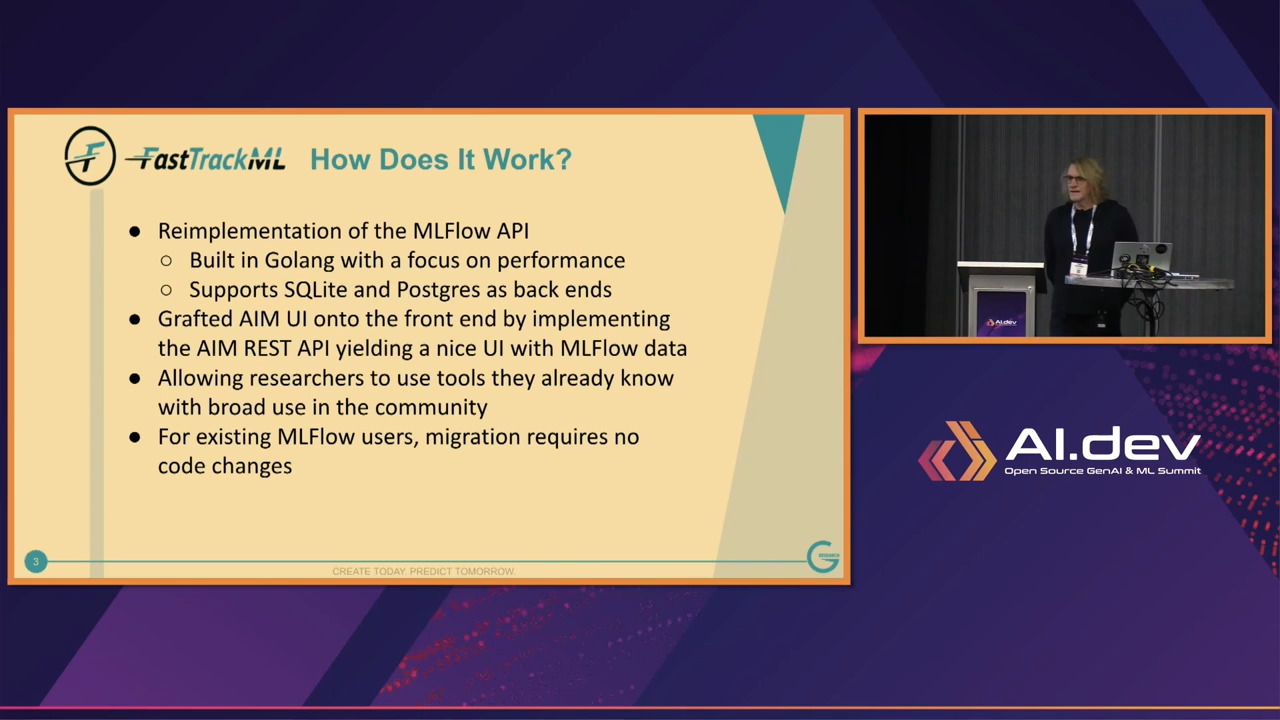 FastTrackML How Does It Work?
● Reimplementation of the MLFlow API
○ Built in Golang with a focus on performance
○ Supports SQLite and Postgres as back ends
● Grafted AIM UI onto the front end by implementing
the AIM REST API yielding a nice UI with MLFlow data
● Allowing researchers to use tools they already know
with broad use in the community
● For existing MLFlow users, migration requires no
code changes
3
CREATE TODAY. PREDICT TOMORROW.
G RESEARCH
AI.dev
AI.dev
Open Source GenAI & ML Summit